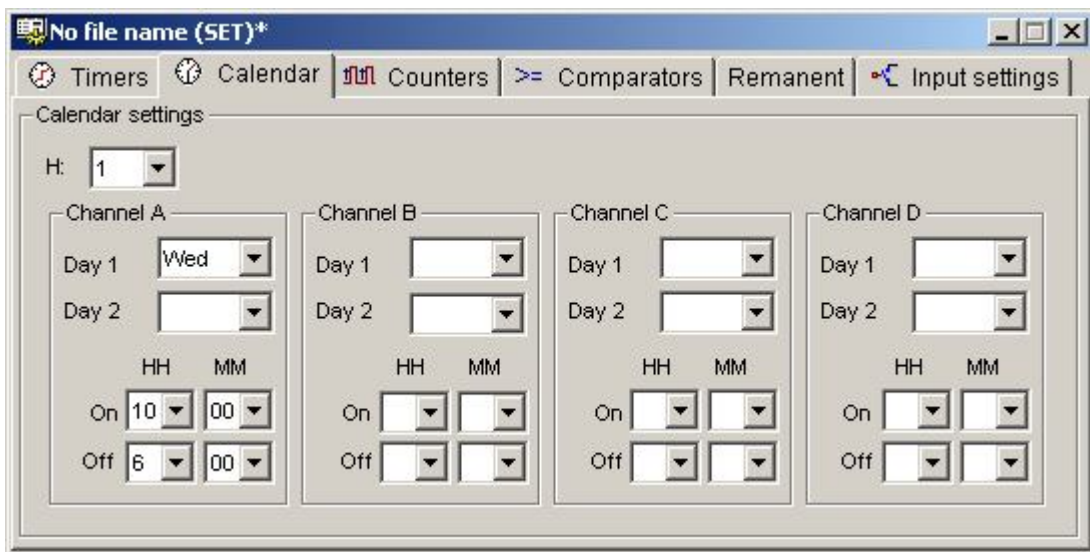 No file name (SET)*
Timers Calendar Counters >= Comparators Remanent Input settings
Calendar settings
H: 1
Channel A Channel B Channel C Channel D
Day 1 Wed Day 1 Day 1 Day 1
Day 2 Day 2 Day 2 Day 2
HH MM HH MM HH MM HH MM
On 10 00 On On On
Off 6 00 Off Off Off